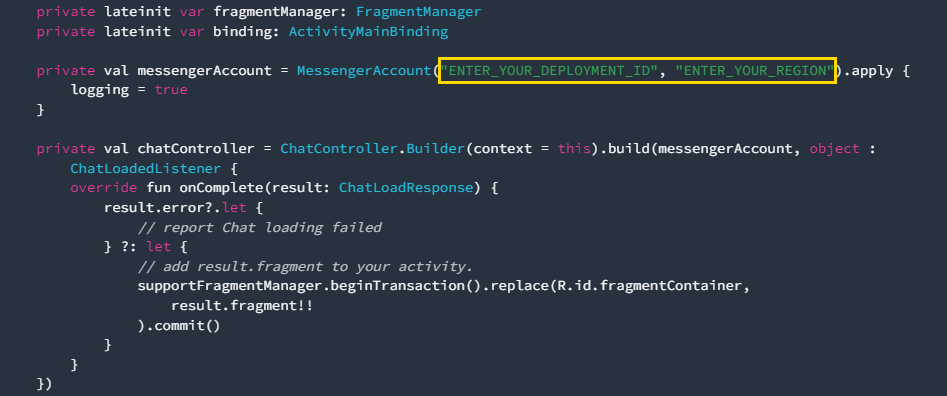 private lateinit var fragmentManager: FragmentManager
private lateinit var binding: ActivityMainBinding
private val messengerAccount = MessengerAccount("ENTER_YOUR_DEPLOYMENT_ID", "ENTER_YOUR_REGION").apply {
logging = true
}
private val chatController = ChatController.Builder(context = this).build(messengerAccount, object :
ChatLoadedListener {
override fun onComplete(result: ChatLoadResponse) {
result.error?.let {
// report Chat loading failed
} ?: let {
// add result.fragment to your activity.
supportFragmentManager.beginTransaction().replace(R.id.fragmentContainer,
result.fragment!!
).commit()
}
}
})